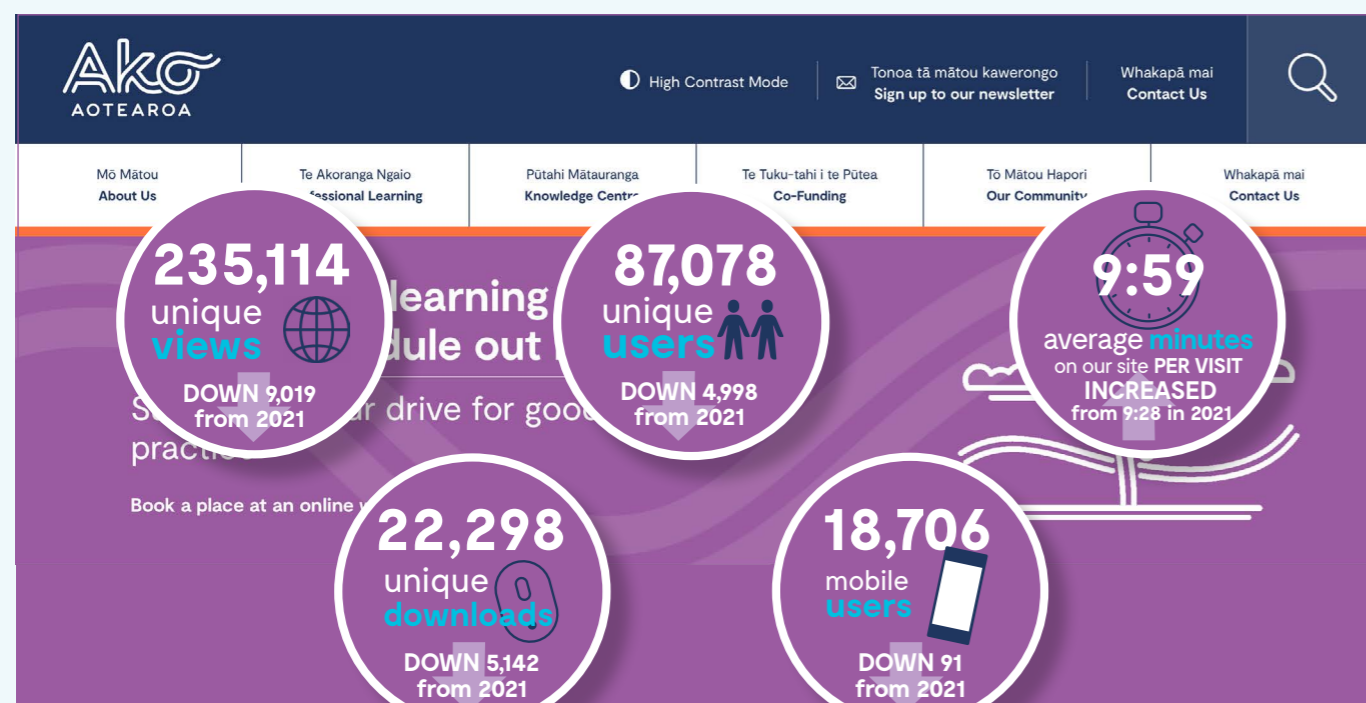 Ako
AOTEAROA
High Contrast Mode
Tonoa tā mātou kawerongo
Sign up to our newsletter
Whakapā mai
Contact Us
Mō Mātou
About Us
Te Akoranga Ngaio
fessional Learning
Pūtahi Mātauranga
Knowledge Centre
Te Tuku-tahi i te Pūtea
Co-Funding
Tō Mātou Hapori
Our Community
Whakapā mai
Contact Us
235,114
unique
views
DOWN 9,019
from 2021
learning
dule out
drive for good
practice
Book a place at an online
87,078
unique
users
DOWN 4,998
from 2021
9:59
average minutes
on our site PER VISIT
INCREASED
from 9:28 in 2021
22,298
unique
downloads
DOWN 5,142
from 2021
18,706
mobile
users
DOWN 91
from 2021